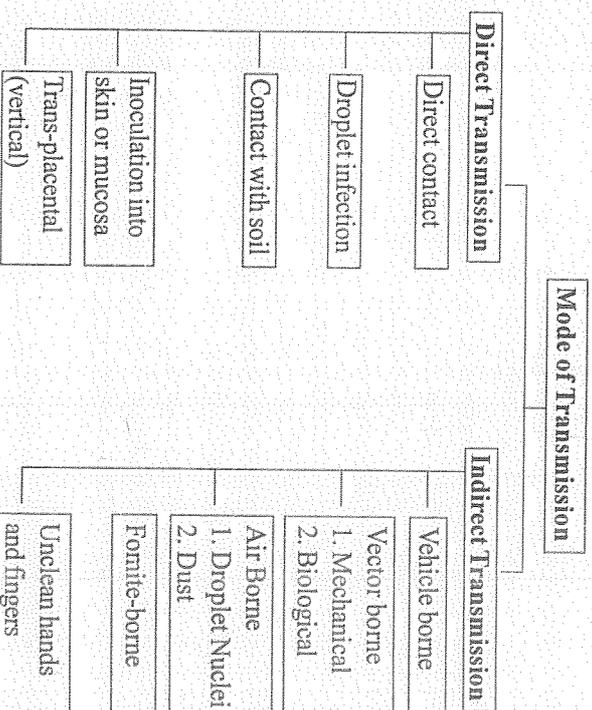 Mode of Transmission
Direct Transmission
Direct contact
Droplet infection
Contact with soil
Inoculation into
skin or mucosa
Trans-placental
(vertical)
Indirect Transmission
Vehicle borne
Vector borne
1. Mechanical
2. Biological
Air Borne
1. Droplet Nuclei
2. Dust
Fomite-borne
Unclean hands
and fingers